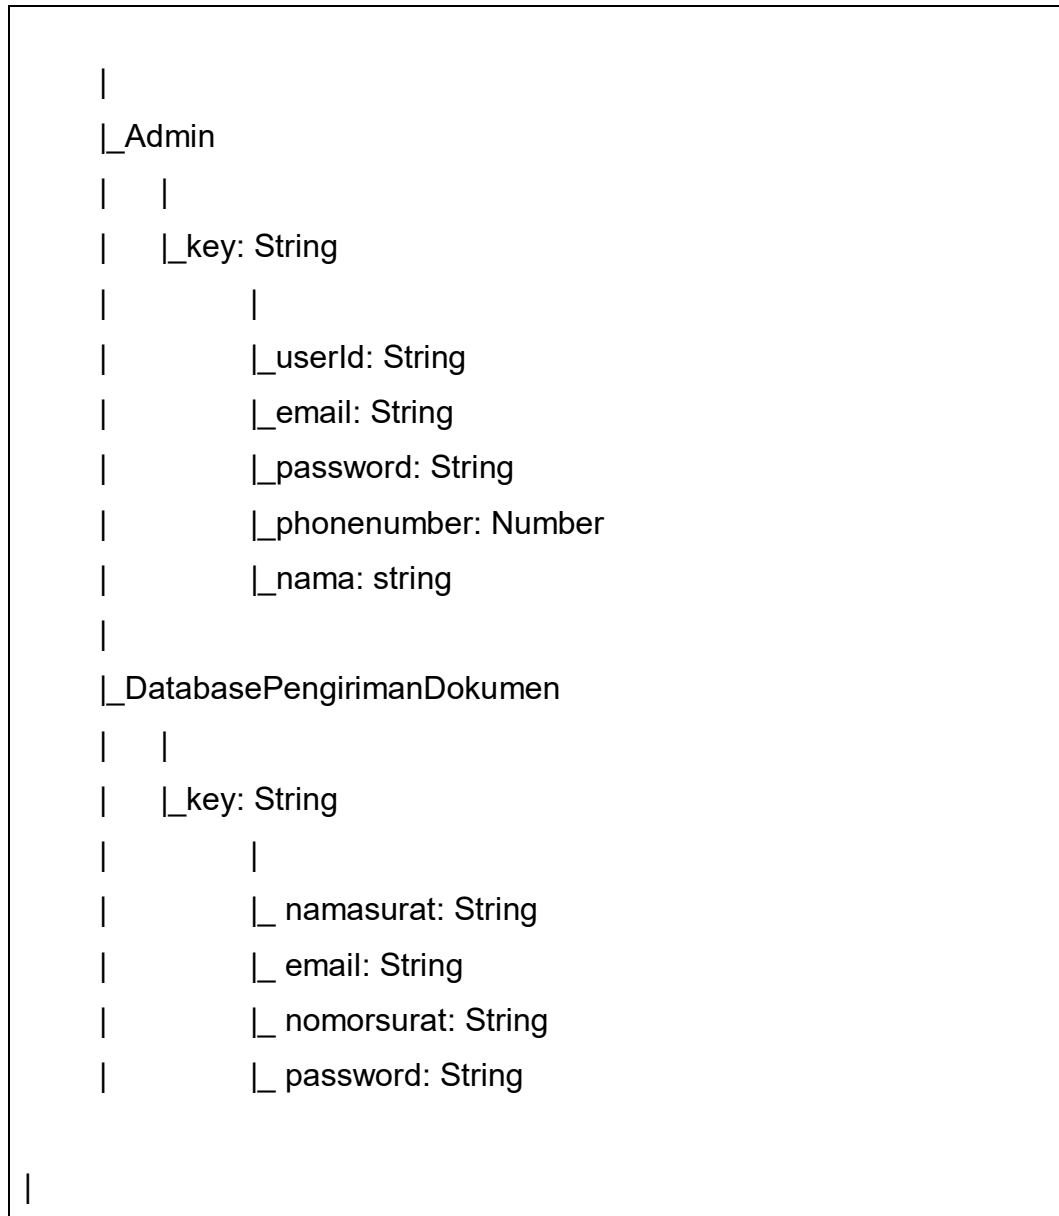 |
|_Admin
| |
| |_key: String
| |
| |_userId: String
| |_email: String
| |_password: String
| |_phonenumber: Number
| |_nama: string
|
|_DatabasePengirimanDokumen
| |
| |_key: String
| |
| |_ namasurat: String
| |_ email: String
| |_ nomorsurat: String
| |_ password: String
|